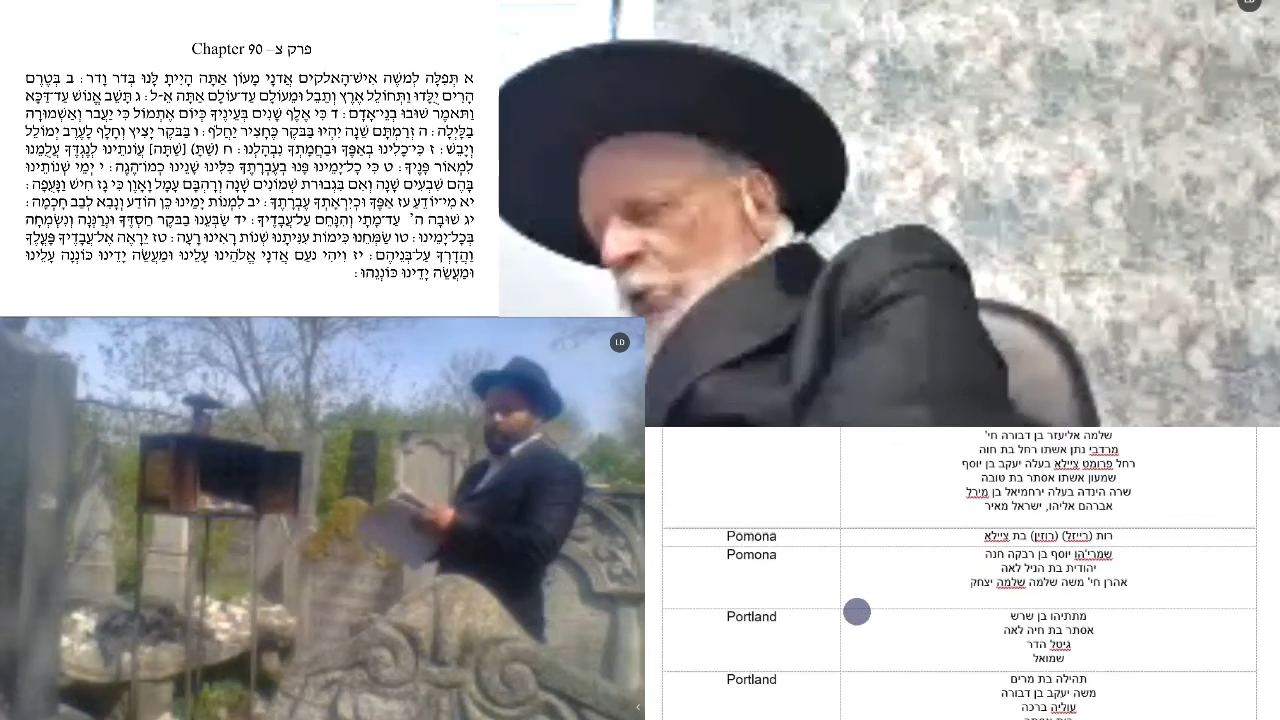 פרק צ – Chapter 90
א תְּפִלָּה לְמֹשֶׁה אִישׁ־הָאלקִים אֲדֹנָי מָעוֹן אַתָּה הָיִיתָ לָּנוּ בְּדֹר וָדֹר: ב בְּטֶרֶם
הָרִים יֻלָּדוּ וַתְּחוֹלֵל אֶרֶץ וְתֵבֵל וּמֵעוֹלָם עַד־עוֹלָם אַתָּה אֵ-ל: ג תָּשֵׁב אֱנוֹשׁ עַד־דַּכָּא
וַתֹּאמֶר שׁוּבוּ בְנֵי־אָדָם: ד כִּי אֶלֶף שָׁנִים בְּעֵינֶיךָ כְּיוֹם אֶתְמוֹל כִּי יַעֲבֹר וְאַשְׁמוּרָה
בַלָּיְלָה: ה זְרַמְתָּם שֵׁנָה יִהְיוּ בַּבֹּקֶר כֶּחָצִיר יַחֲלֹף: ו בַּבֹּקֶר יָצִיץ וְחָלָף לָעֶרֶב יְמוֹלֵל
וְיָבֵשׁ: ז כִּי־כָלִינוּ בְאַפֶּךָ וּבַחֲמָתְךָ נִבְהָלְנוּ: ח (שַׁתָּ) [שַׁתָּה] עֲוֹנֹתֵינוּ לְנֶגְדֶּךָ עֲלֻמֵנוּ
לִמְאוֹר פָּנֶיךָ: ט כִּי כָל־יָמֵינוּ פָּנוּ בְעֶבְרָתֶךָ כִּלִּינוּ שָׁנֵינוּ כְמוֹ־הֶגֶה: י יְמֵי שְׁנוֹתֵינוּ
בָהֶם שִׁבְעִים שָׁנָה וְאִם בִּגְבוּרֹת שְׁמוֹנִים שָׁנָה וְרָהְבָּם עָמָל וָאָוֶן כִּי גָז חִישׁ וַנָּעֻפָה:
יא מִי־יוֹדֵעַ עֹז אַפֶּךָ וּכְיִרְאָתְךָ עֶבְרָתֶךָ: יב לִמְנוֹת יָמֵינוּ כֵּן הוֹדַע וְנָבִא לְבַב חָכְמָה:
יג שׁוּבָה ה' עַד־מָתָי וְהִנָּחֵם עַל־עֲבָדֶיךָ: יד שַׂבְּעֵנוּ בַבֹּקֶר חַסְדֶּךָ וּנְרַנְּנָה וְנִשְׂמְחָה
בְּכָל־יָמֵינוּ: טו שַׂמְּחֵנוּ כִּימוֹת עִנִּיתָנוּ שְׁנוֹת רָאִינוּ רָעָה: טז יֵרָאֶה אֶל־עֲבָדֶיךָ פָעֳלֶךָ
וַהֲדָרְךָ עַל־בְּנֵיהֶם: יז וִיהִי נֹעַם אֲדֹנָי אֱלֹהֵינוּ עָלֵינוּ וּמַעֲשֵׂה יָדֵינוּ כּוֹנְנָה עָלֵינוּ
וּמַעֲשֵׂה יָדֵינוּ כּוֹנְנֵהוּ:
LD
שלמה אליעזר בן דבורה חי'
מרדכי נתן אשתו רחל בת חוה
רחל פרומט ציילא בעלה יעקב בן יוסף
שמעון אשתו אסתר בת טובה
שרה הינדה בעלה ירחמיאל בן מירל
אברהם אליהו, ישראל מאיר
Pomona רות (רייזל) (רוזין) בת ציילא
Pomona שמרי'הו יוסף בן רבקה חנה
יהודית בת הניל לאה
אהרן חי' משה שלמה שלמה יצחק
Portland מתתיהו בן שרש
אסתר בת חיה לאה
גיטל הדר
שמואל
Portland תהילה בת מרים
משה יעקב בן דבורה
עוליה ברכה